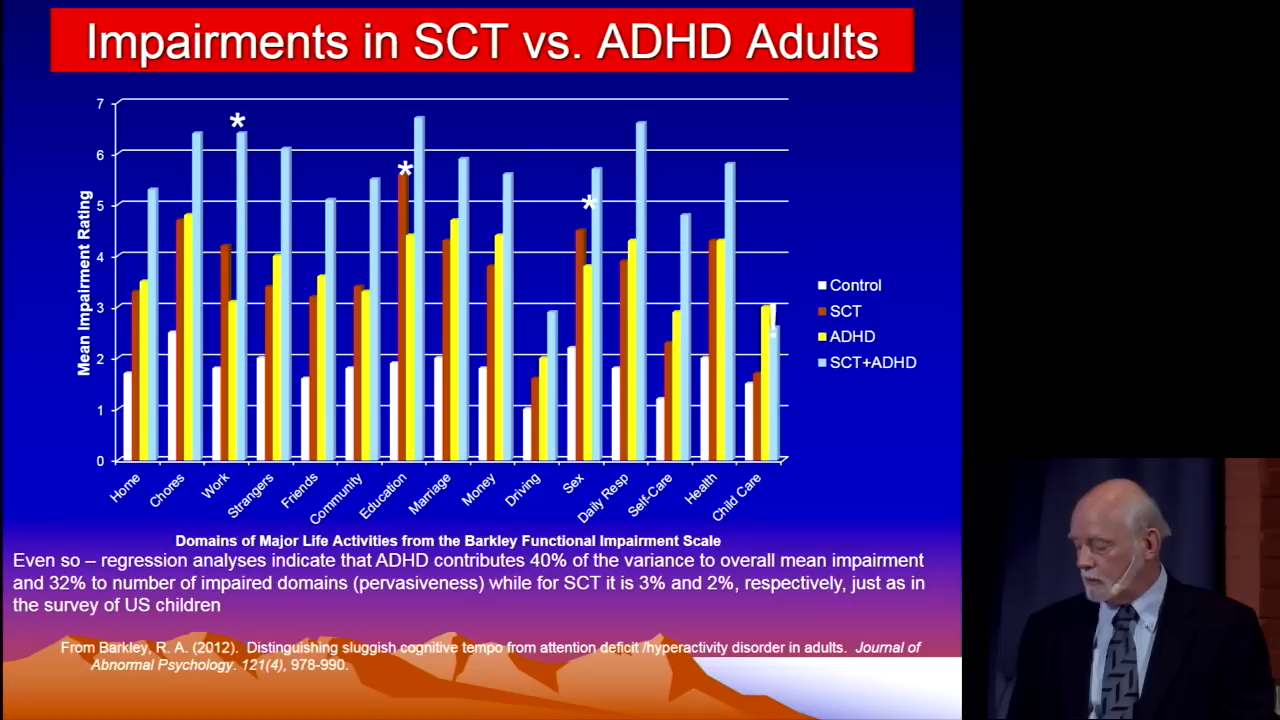 Impairments in SCT vs. ADHD Adults
7
6
5
4
3
2
1
0
Mean Impairment Rating
*
*
*
!
Control
SCT
ADHD
SCT+ADHD
Home
Chores
Work
Strangers
Friends
Community
Education
Marriage
Money
Driving
Sex
Daily Resp
Self-Care
Health
Child Care
Domains of Major Life Activities from the Barkley Functional Impairment Scale
Even so – regression analyses indicate that ADHD contributes 40% of the variance to overall mean impairment
and 32% to number of impaired domains (pervasiveness) while for SCT it is 3% and 2%, respectively, just as in
the survey of US children
From Barkley, R. A. (2012). Distinguishing sluggish cognitive tempo from attention deficit /hyperactivity disorder in adults. Journal of
Abnormal Psychology. 121(4), 978-990.